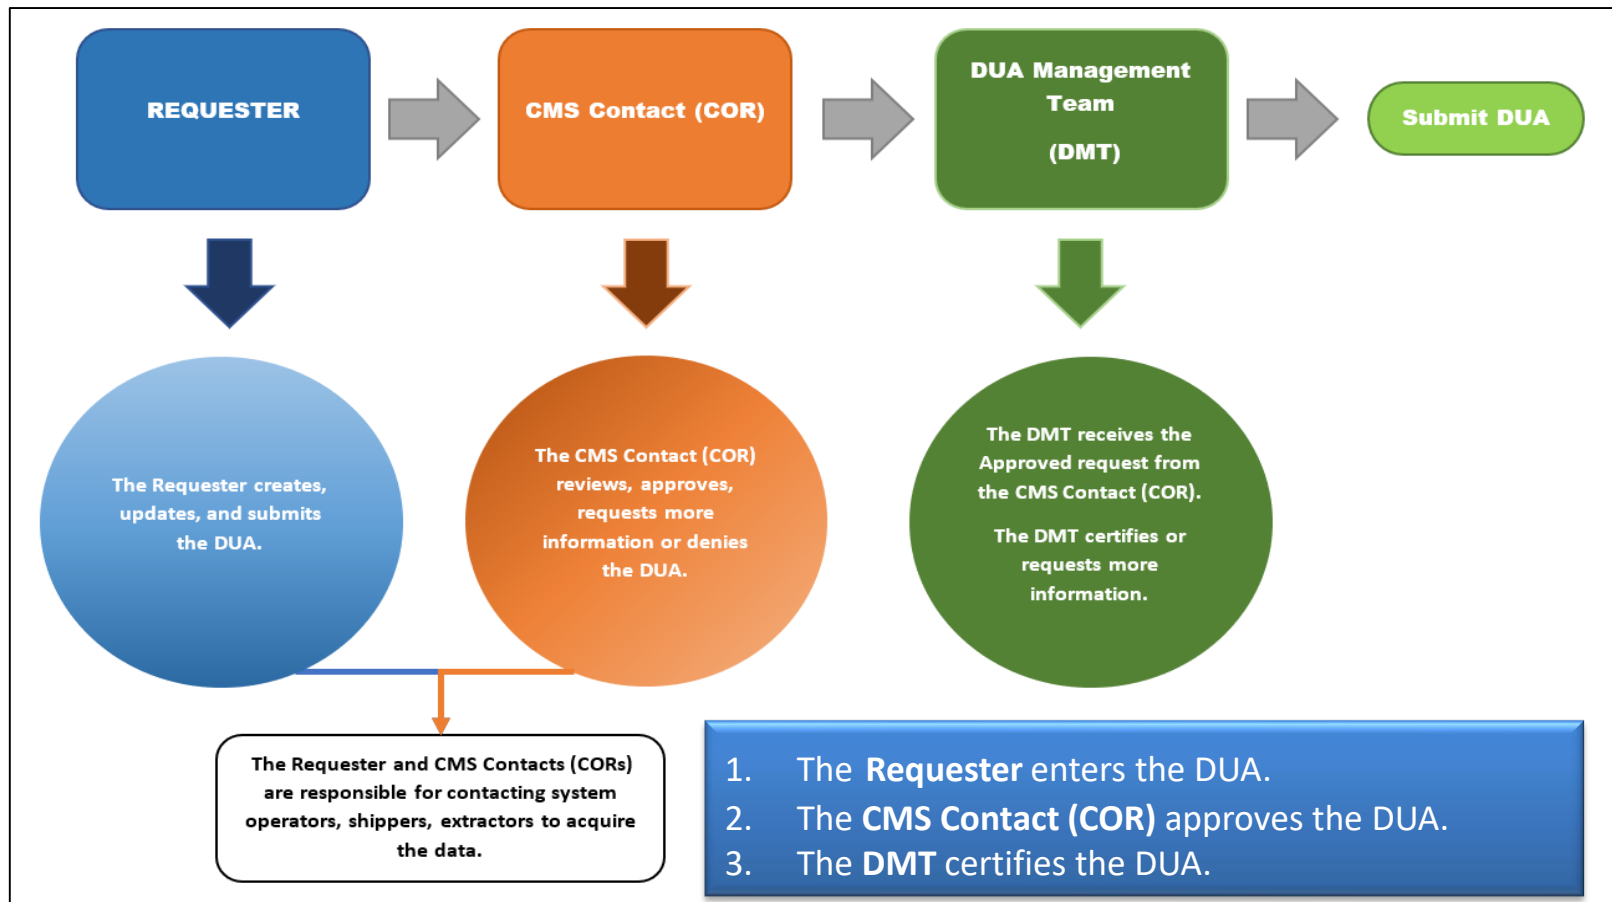 REQUESTER
CMS Contact (COR)
DUA Management
Team
(DMT)
Submit DUA
The Requester creates,
updates, and submits
the DUA.
The CMS Contact (COR)
reviews, approves,
requests more
information or denies
the DUA.
The DMT receives the
Approved request from
the CMS Contact (COR).
The DMT certifies or
requests more
information.
The Requester and CMS Contacts (CORs)
are responsible for contacting system
operators, shippers, extractors to acquire
the data.
1. The Requester enters the DUA.
2. The CMS Contact (COR) approves the DUA.
3. The DMT certifies the DUA.